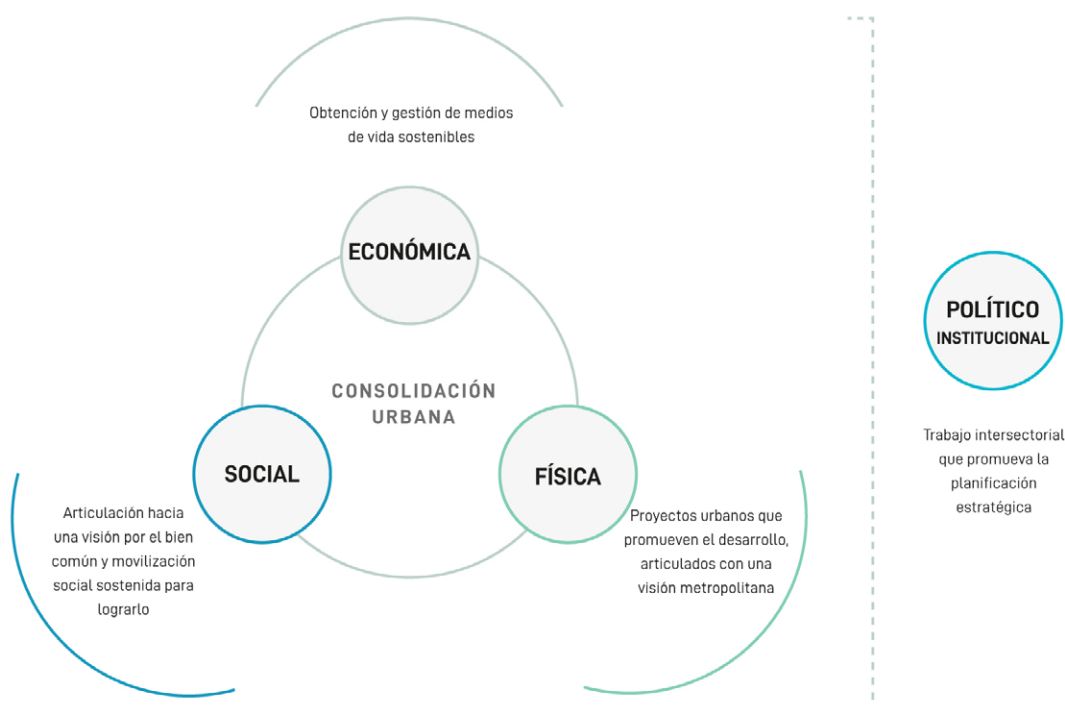 Obtención y gestión de medios
de vida sostenibles
ECONÓMICA
CONSOLIDACIÓN
URBANA
SOCIAL
Articulación hacia
una visión por el bien
común y movilización
social sostenida para
lograrlo
FÍSICA
Proyectos urbanos que
promueven el desarrollo,
articulados con una
visión metropolitana
POLÍTICO
INSTITUCIONAL
Trabajo intersectorial
que promueva la
planificación
estratégica